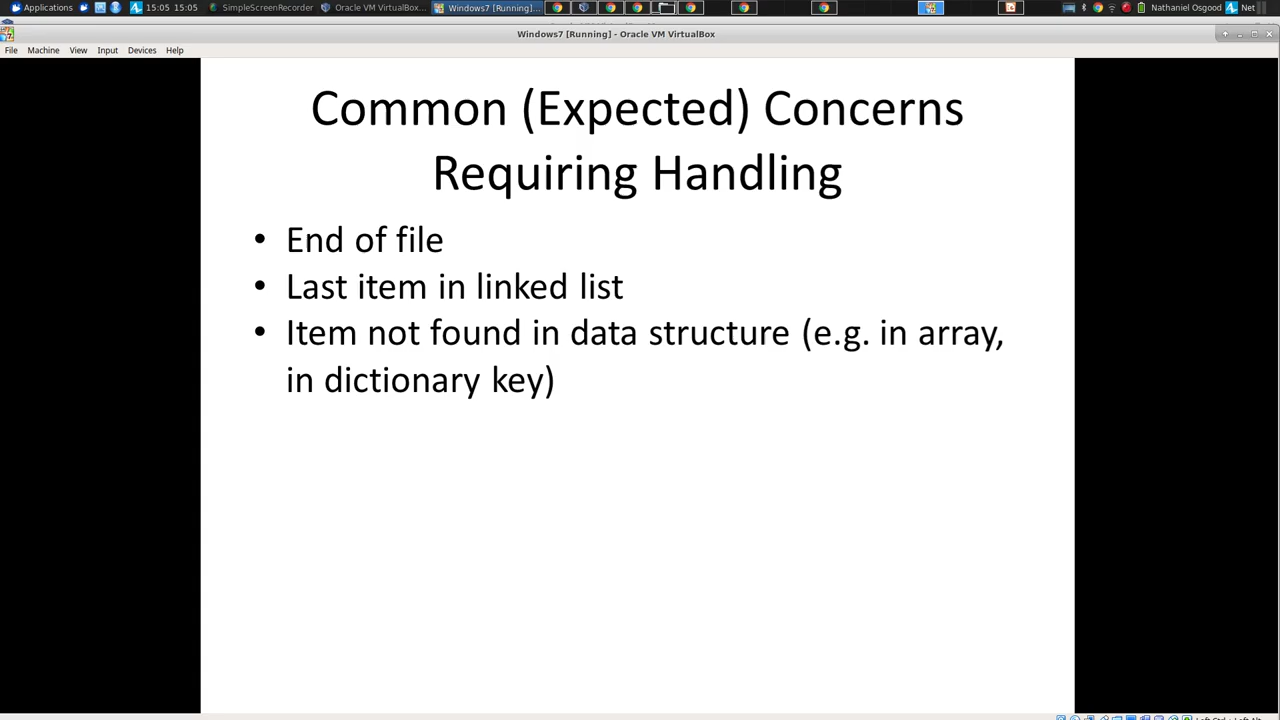 Applications 15:05 15:05 SimpleScreenRecorder Oracle VM VirtualBox... Windows7 [Running]... Nathaniel Osgood Net
Windows7 [Running] - Oracle VM VirtualBox
File Machine View Input Devices Help
Common (Expected) Concerns
Requiring Handling
• End of file
• Last item in linked list
• Item not found in data structure (e.g. in array,
in dictionary key)